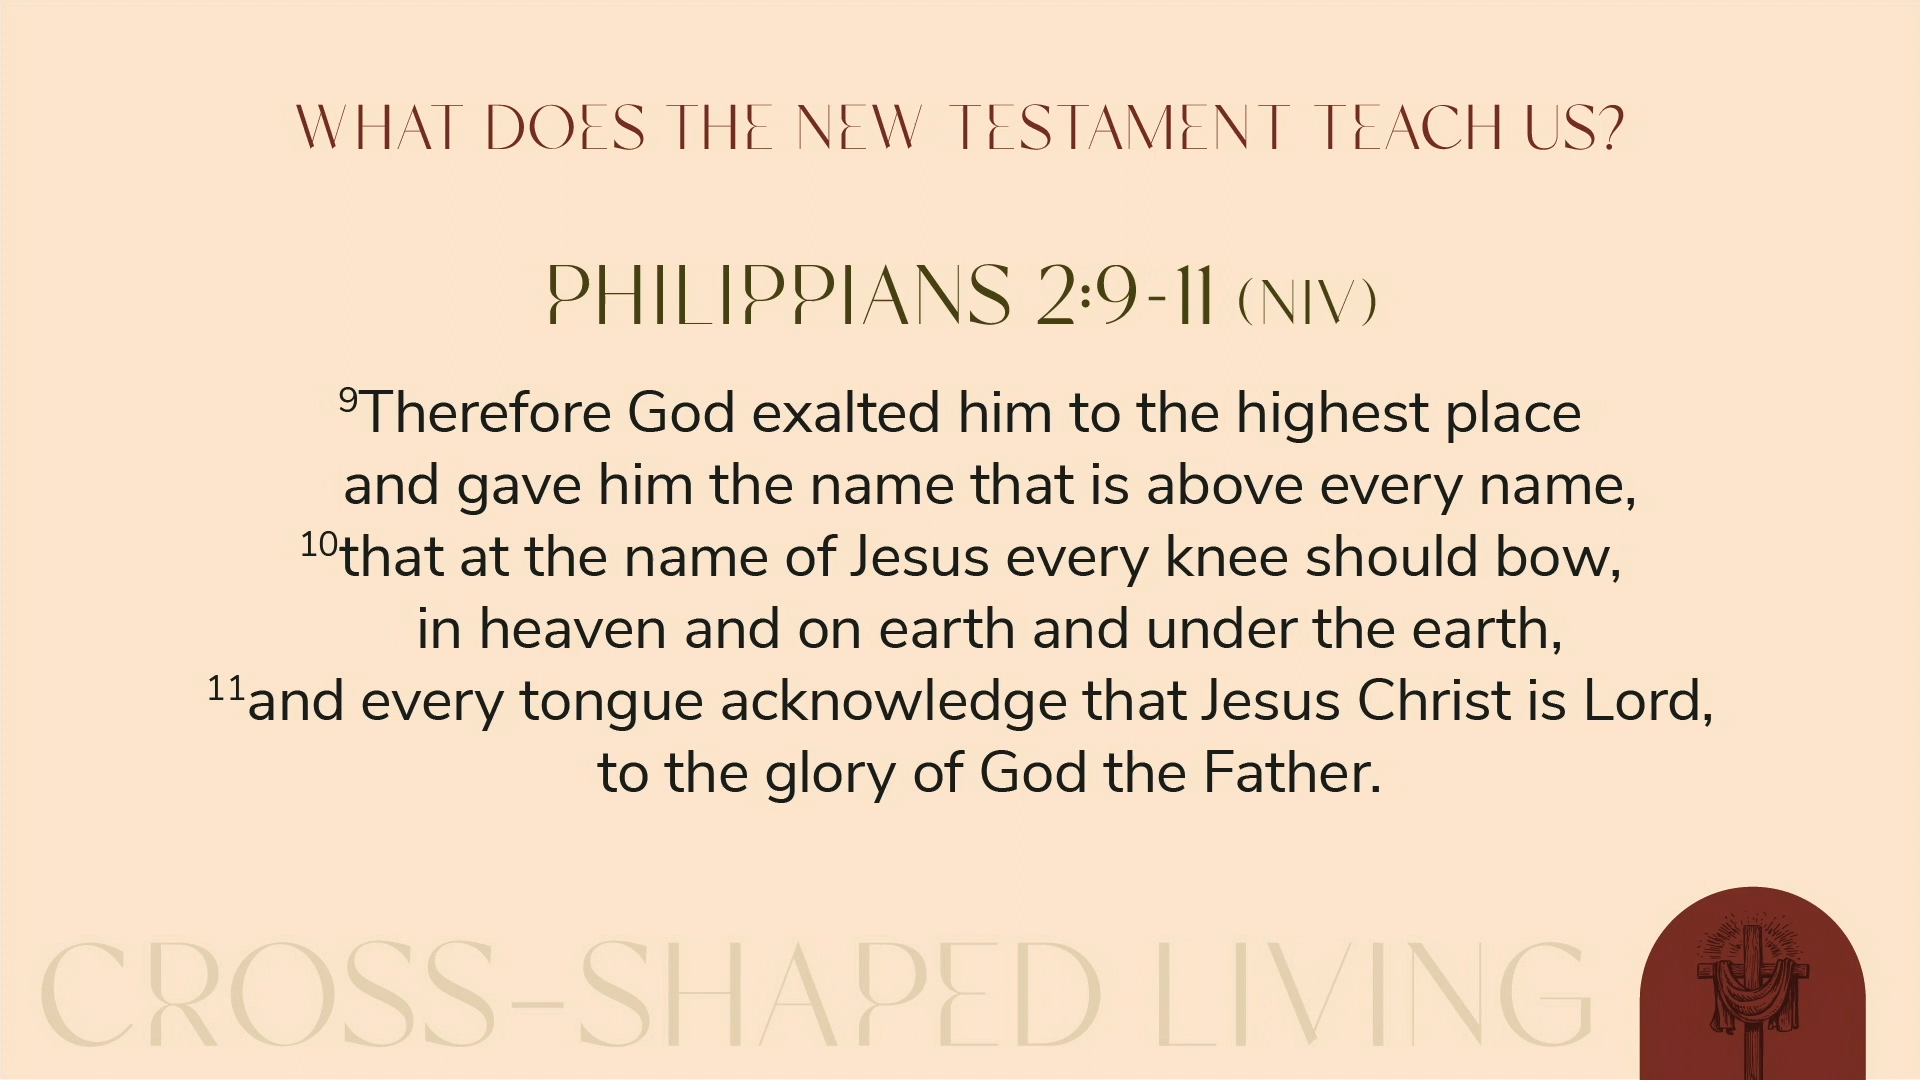 WHAT DOES THE NEW TESTAMENT TEACH US?
PHILIPPIANS 2:9-11 (NIV)
⁹Therefore God exalted him to the highest place
and gave him the name that is above every name,
¹⁰that at the name of Jesus every knee should bow,
in heaven and on earth and under the earth,
¹¹and every tongue acknowledge that Jesus Christ is Lord,
to the glory of God the Father.
CROSS-SHAPED LIVING